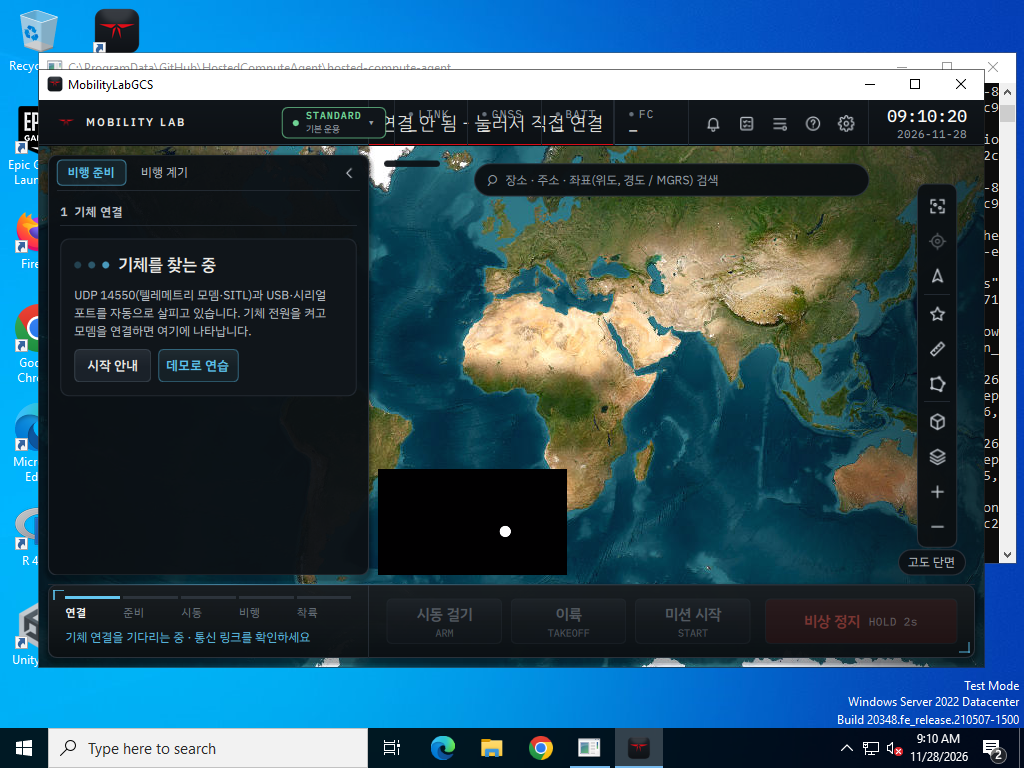 Recy
C:\ProgramData\GitHub\HostedComputeAgent\hosted-compute-agent
MobilityLabGCS
MOBILITY LAB
STANDARD
기본 운용
연결 안 됨 - 눌러서 직접 연결
LINK
GNSS
BATT
FC
09:10:20
2026-11-28
비행 준비
비행 계기
장소 · 주소 · 좌표(위도, 경도 / MGRS) 검색
1 기체 연결
기체를 찾는 중
UDP 14550(텔레메트리 모뎀·SITL)과 USB·시리얼
포트를 자동으로 살피고 있습니다. 기체 전원을 켜고
모뎀을 연결하면 여기에 나타납니다.
시작 안내
데모로 연습
고도 단면
연결
준비
시동
비행
착륙
기체 연결을 기다리는 중 · 통신 링크를 확인하세요
시동 걸기
ARM
이륙
TAKEOFF
미션 시작
START
비상 정지 HOLD 2s
Epic G
Laun
Fire
Goo
Chro
Micro
Ed
R 4
Unity
Test Mode
Windows Server 2022 Datacenter
Build 20348.fe_release.210507-1500
Type here to search
9:10 AM
11/28/2026
2